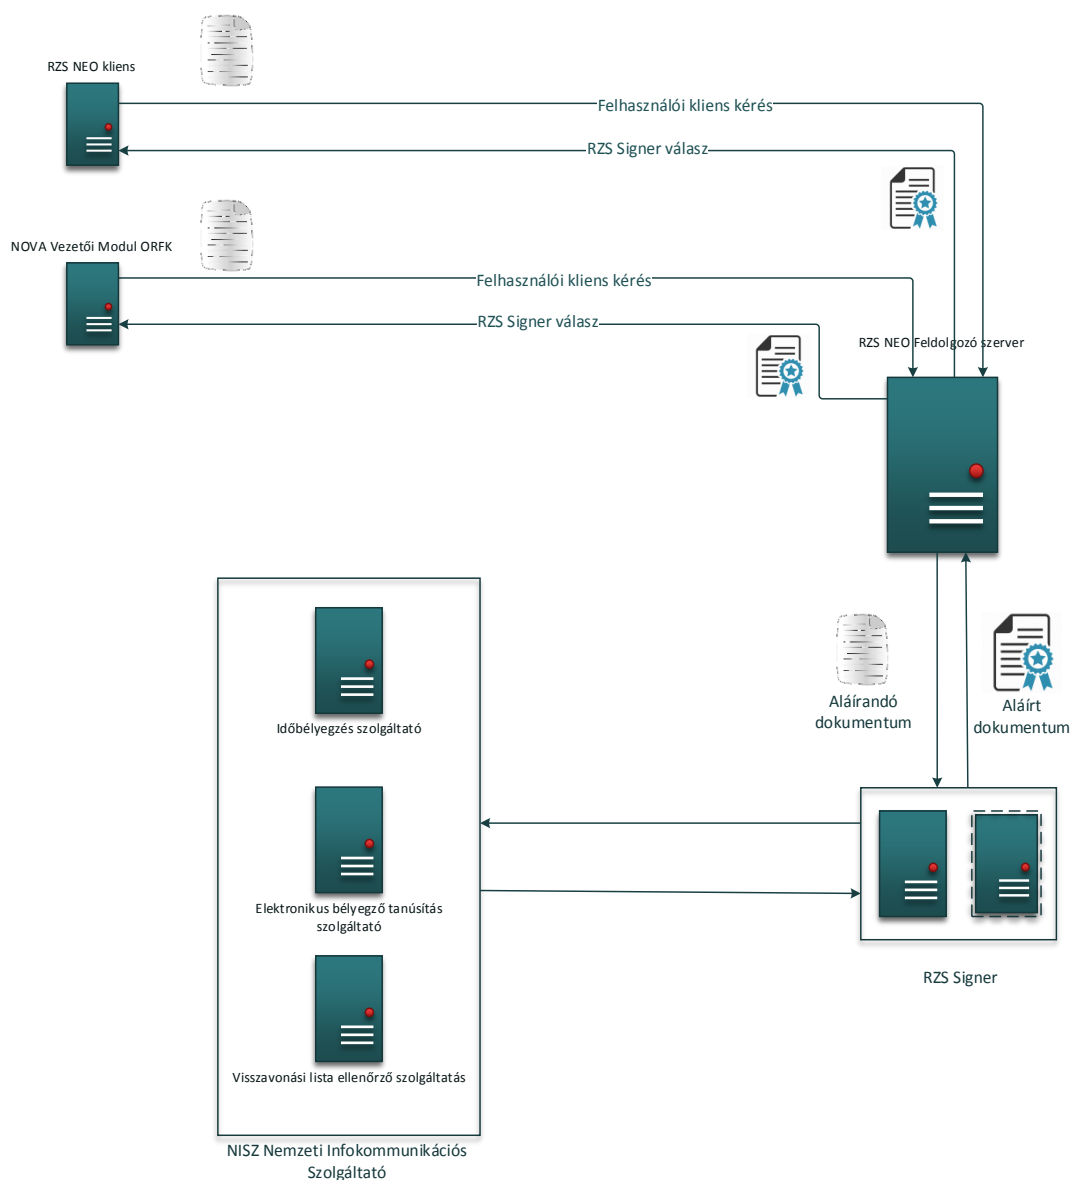 RZS NEO kliens
Felhasználói kliens kérés
RZS Signer válasz
NOVA Vezetői Modul ORFK
Felhasználói kliens kérés
RZS Signer válasz
RZS NEO Feldolgozó szerver
Aláírandó
dokumentum
Aláírt
dokumentum
Időbélyegzés szolgáltató
Elektronikus bélyegző tanúsítás
szolgáltató
Visszavonási lista ellenőrző szolgáltatás
RZS Signer
NISZ Nemzeti Infokommunikációs
Szolgáltató